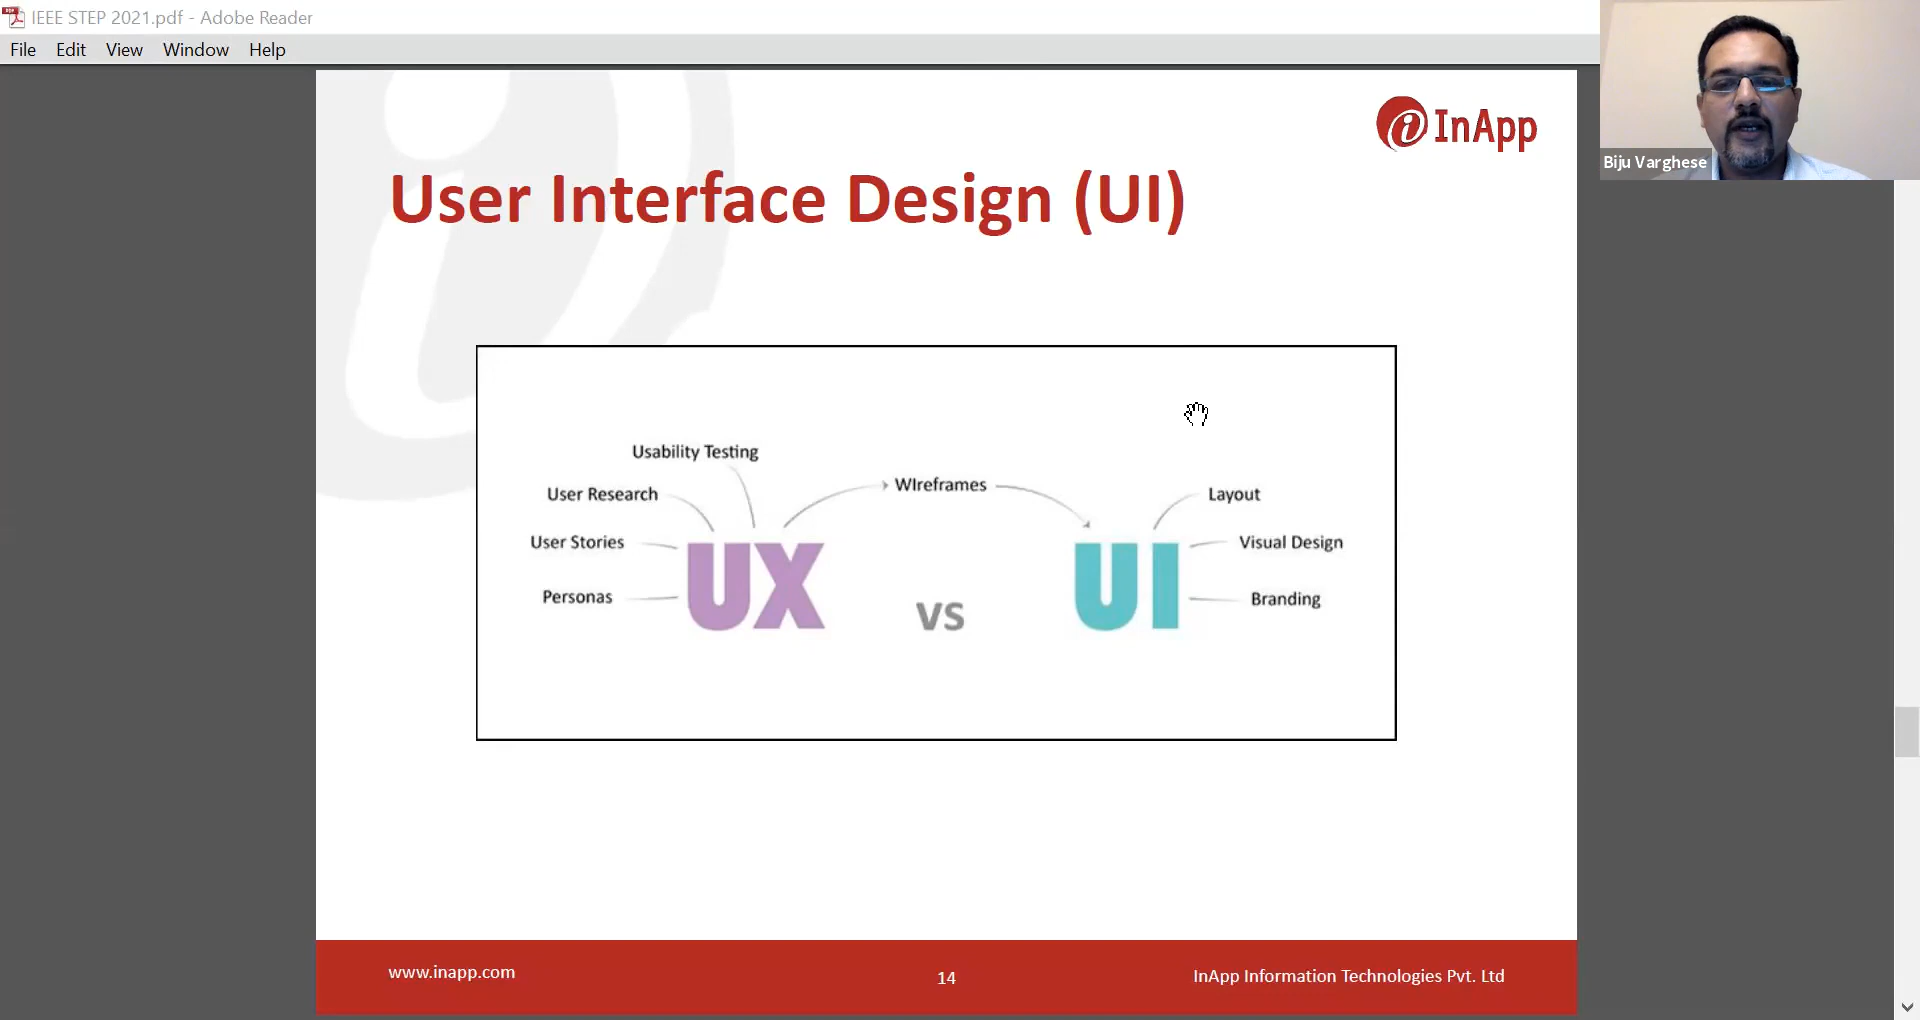 IEEE STEP 2021.pdf - Adobe Reader
File Edit View Window Help
Biju Varghese
InApp
User Interface Design (UI)
Usability Testing
User Research
User Stories
Personas
UX
WIreframes
vs
UI
Layout
Visual Design
Branding
www.inapp.com
14
InApp Information Technologies Pvt. Ltd